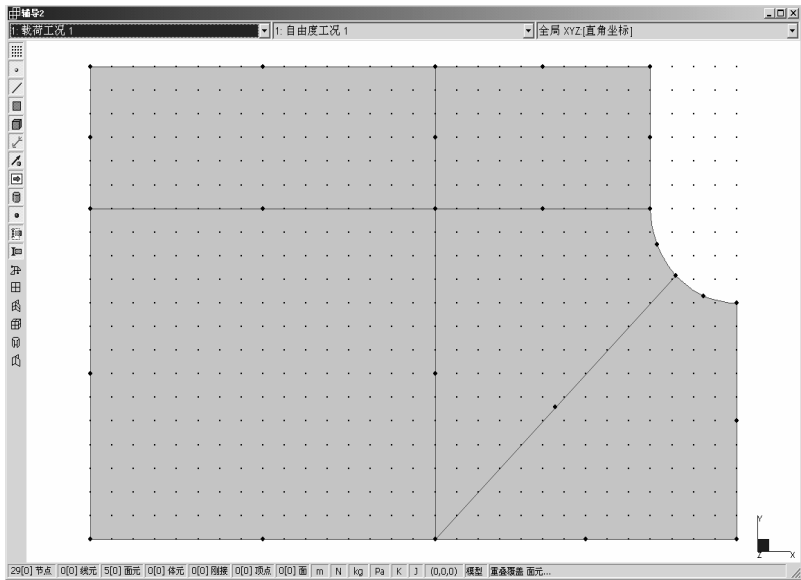 辅导2
1: 载荷工况 1 1: 自由度工况 1 全局 XYZ[直角坐标]
Y
Z X
29[0] 节点 0[0] 线元 5[0] 面元 0[0] 体元 0[0] 刚接 0[0] 顶点 0[0] 面 m N kg Pa K J (0,0,0) 模型 重叠覆盖 面元...